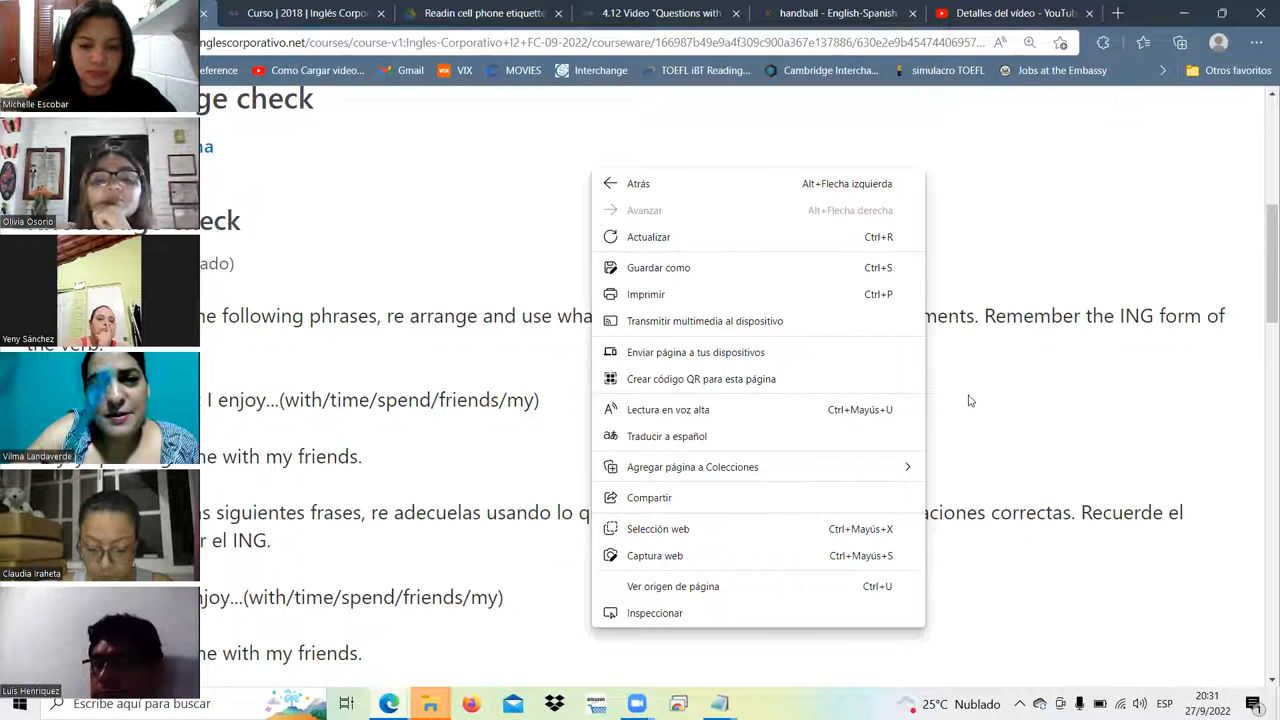 Curso | 2018 | Inglés Corpor
Readin cell phone etiquette
4.12 Video Questions with
handball - English-Spanish D
Detalles del video - YouTube
nglescorporativo.net/courses/course-v1:Ingles-Corporativo+I2+FC-09-2022/courseware/166987b49e9a4f309c900a367e137886/630e2e9b45474406957...
eference
Como Cargar video...
Gmail
VIX
MOVIES
Interchange
TOEFL iBT Reading...
Cambridge Intercha...
simulacro TOEFL
Jobs at the Embassy
Otros favoritos
Michelle Escobar
Olivia Osorio
Yeny Sánchez
Vilma Landaverde
Claudia Iraheta
Luis Henriquez
ge check
na
check
ado)
he following phrases, re arrange and use wha
ments. Remember the ING form of
the verb.
I enjoy...(with/time/spend/friends/my)
me with my friends.
s siguientes frases, re adecuelas usando lo q
aciones correctas. Recuerde el
r el ING.
njoy...(with/time/spend/friends/my)
me with my friends.
Atrás Alt+Flecha izquierda
Avanzar Alt+Flecha derecha
Actualizar Ctrl+R
Guardar como Ctrl+S
Imprimir Ctrl+P
Transmitir multimedia al dispositivo
Enviar página a tus dispositivos
Crear código QR para esta página
Lectura en voz alta Ctrl+Mayús+U
Traducir a español
Agregar página a Colecciones
Compartir
Selección web Ctrl+Mayús+X
Captura web Ctrl+Mayús+S
Ver origen de página Ctrl+U
Inspeccionar
Escribe aquí para buscar
amazon
25°C Nublado
ESP
20:31
27/9/2022